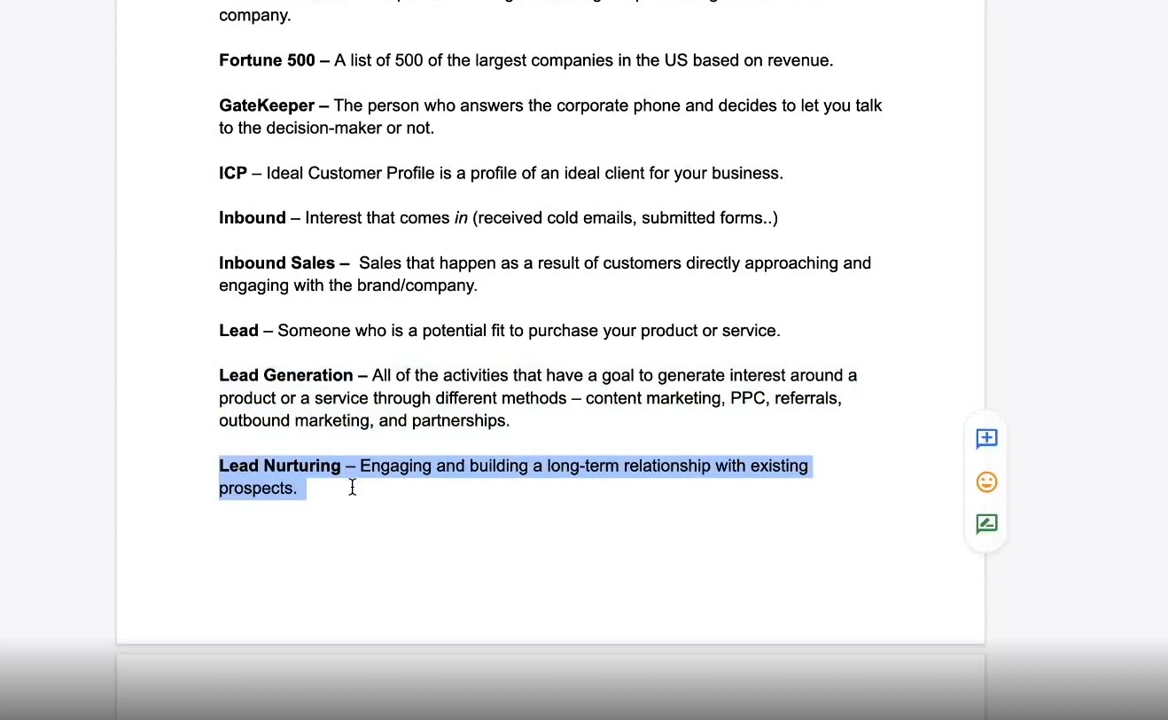 company.
Fortune 500 – A list of 500 of the largest companies in the US based on revenue.
GateKeeper – The person who answers the corporate phone and decides to let you talk
to the decision-maker or not.
ICP – Ideal Customer Profile is a profile of an ideal client for your business.
Inbound – Interest that comes in (received cold emails, submitted forms..)
Inbound Sales –  Sales that happen as a result of customers directly approaching and
engaging with the brand/company.
Lead – Someone who is a potential fit to purchase your product or service.
Lead Generation – All of the activities that have a goal to generate interest around a
product or a service through different methods – content marketing, PPC, referrals,
outbound marketing, and partnerships.
Lead Nurturing – Engaging and building a long-term relationship with existing
prospects.